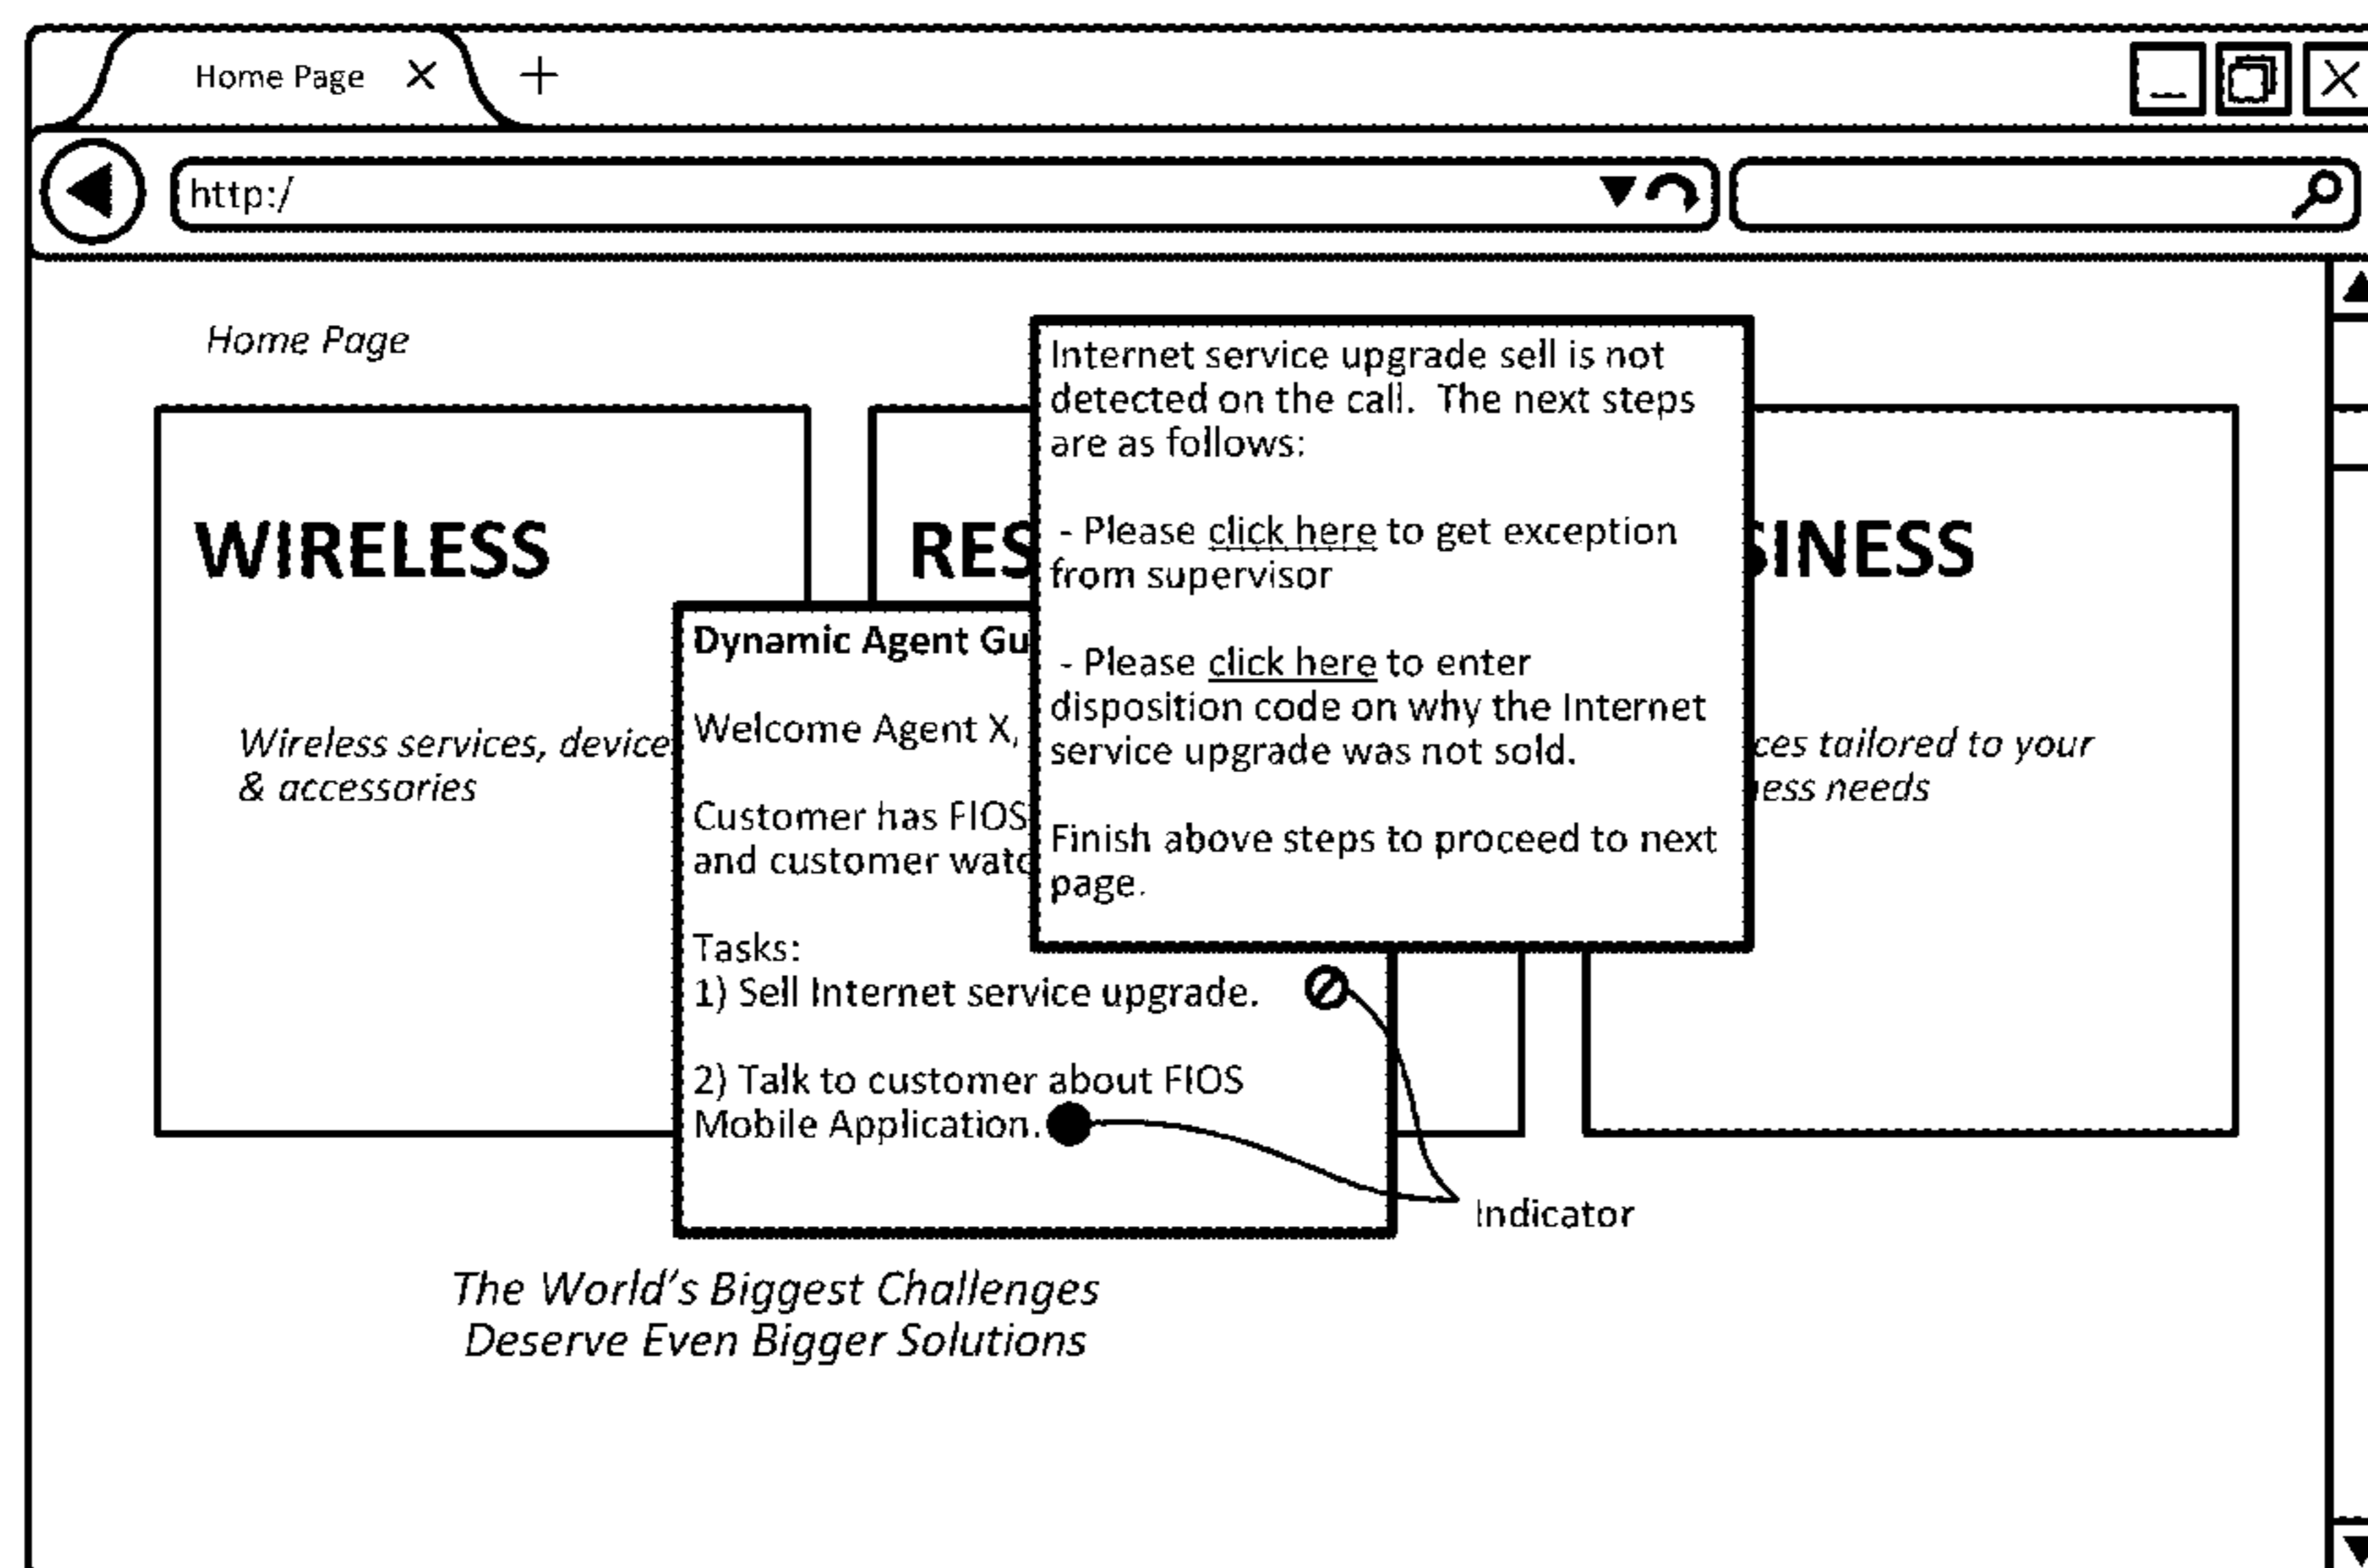 Home Page
http:/
Home Page
WIRELESS
Wireless services, device
& accessories
RES
SINESS
ces tailored to your
ess needs
Internet service upgrade sell is not
detected on the call.  The next steps
are as follows:
- Please click here to get exception
from supervisor
- Please click here to enter
disposition code on why the Internet
service upgrade was not sold.
Finish above steps to proceed to next
page.
Dynamic Agent Gu
Welcome Agent X,
Customer has FIOS
and customer watc
Tasks:
1) Sell Internet service upgrade.
2) Talk to customer about FIOS
Mobile Application.
Indicator
The World's Biggest Challenges
Deserve Even Bigger Solutions